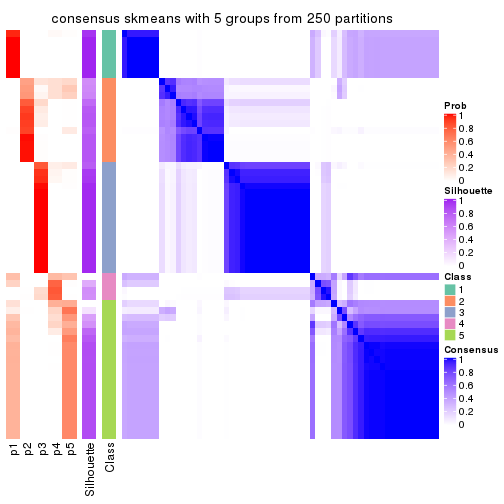 consensus skmeans with 5 groups from 250 partitions
Prob
1
0.8
0.6
0.4
0.2
0
Silhouette
1
0.8
0.6
0.4
0.2
0
Class
1
2
3
4
5
Consensus
1
0.8
0.6
0.4
0.2
0
p1
p2
p3
p4
p5
Silhouette
Class